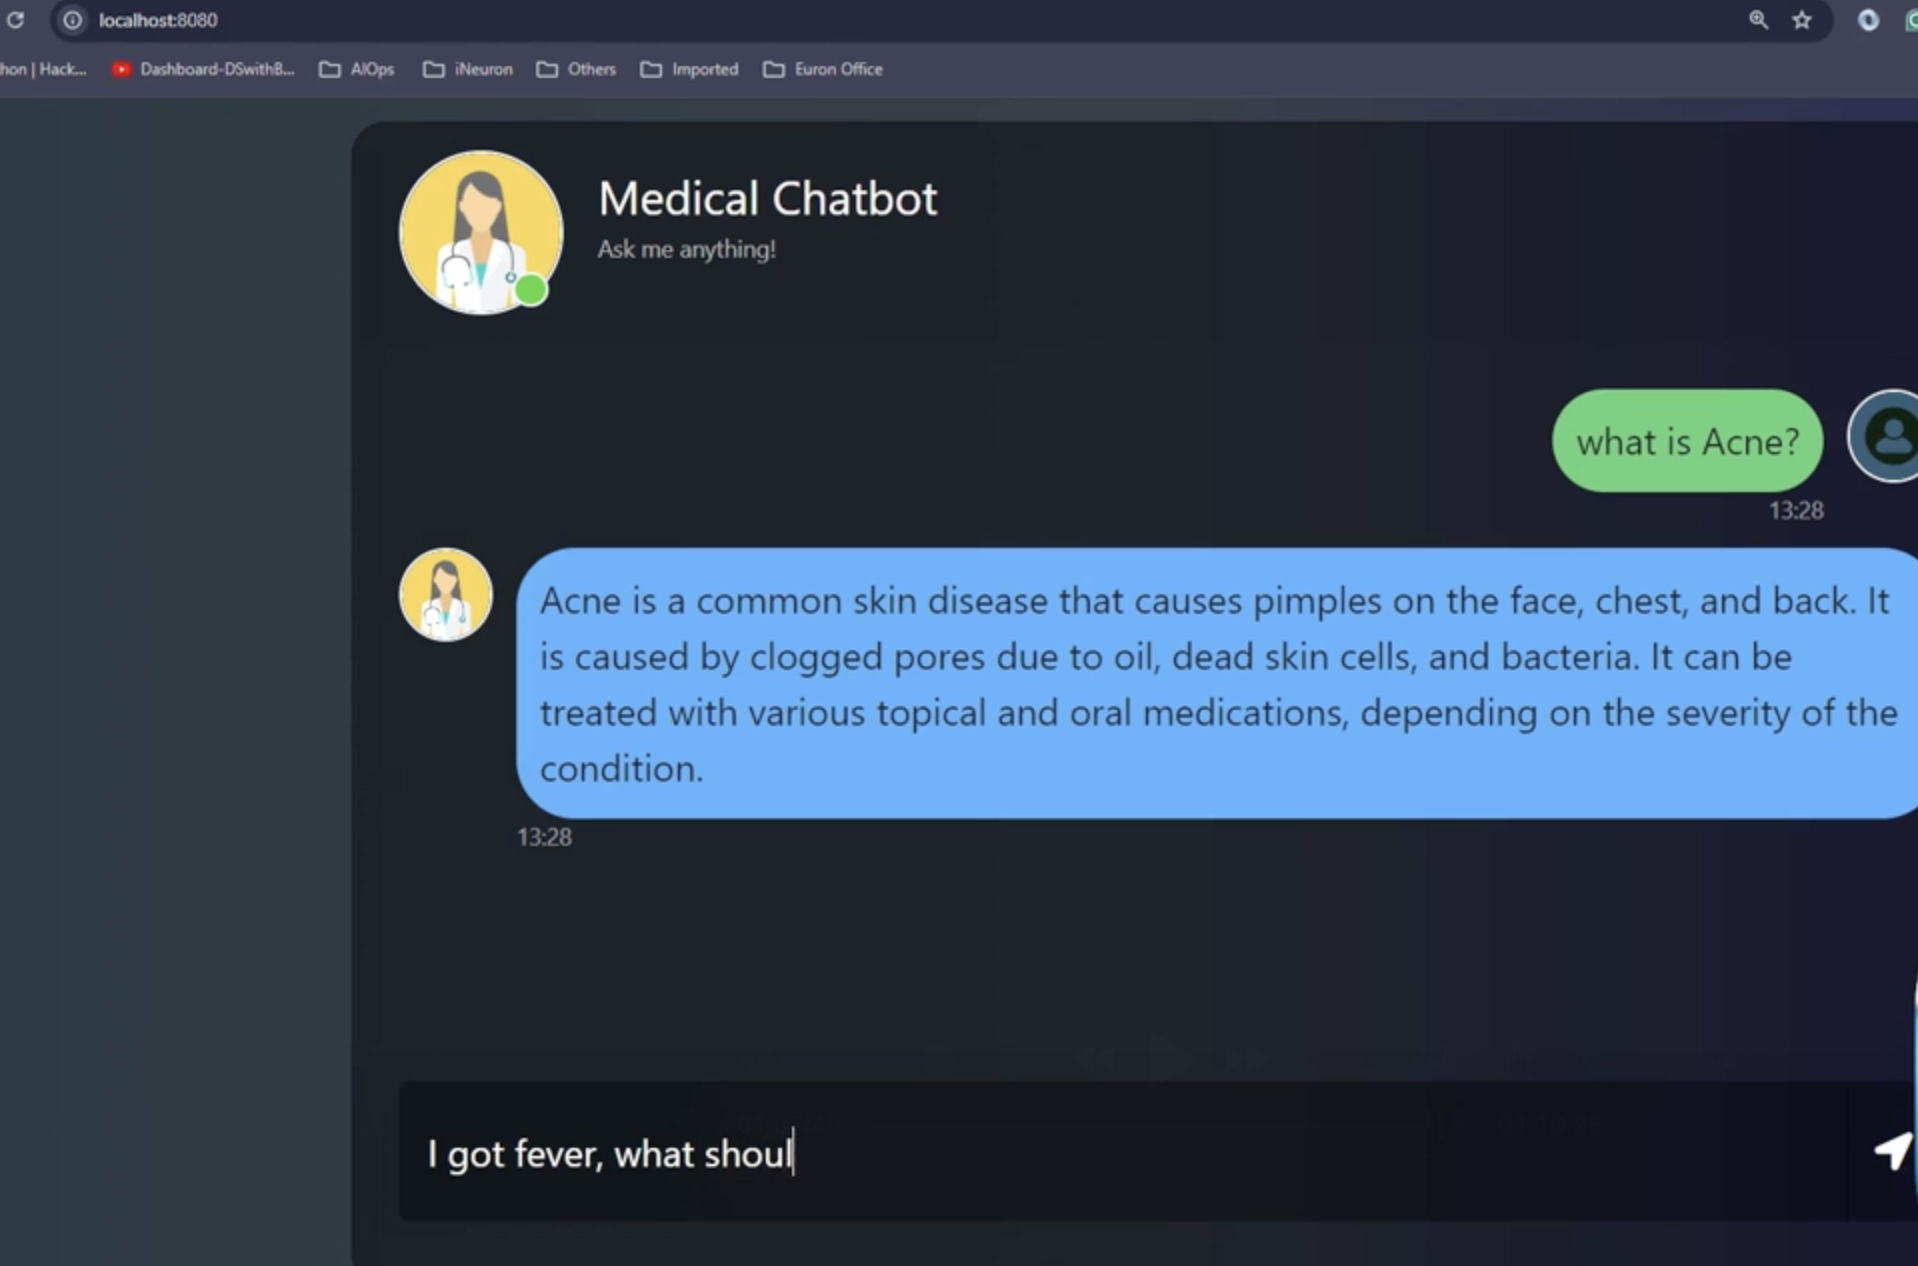 localhost:8080
hon | Hack...
Dashboard-DSwithB...
AIOps
iNeuron
Others
Imported
Euron Office
Medical Chatbot
Ask me anything!
what is Acne?
13:28
Acne is a common skin disease that causes pimples on the face, chest, and back. It
is caused by clogged pores due to oil, dead skin cells, and bacteria. It can be
treated with various topical and oral medications, depending on the severity of the
condition.
13:28
I got fever, what shoul